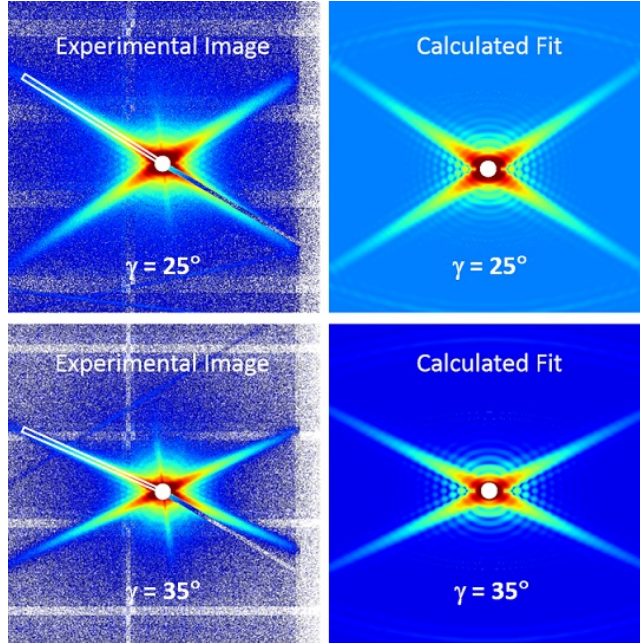 Experimental Image
Calculated Fit
γ = 25°
γ = 25°
Experimental Image
Calculated Fit
γ = 35°
γ = 35°